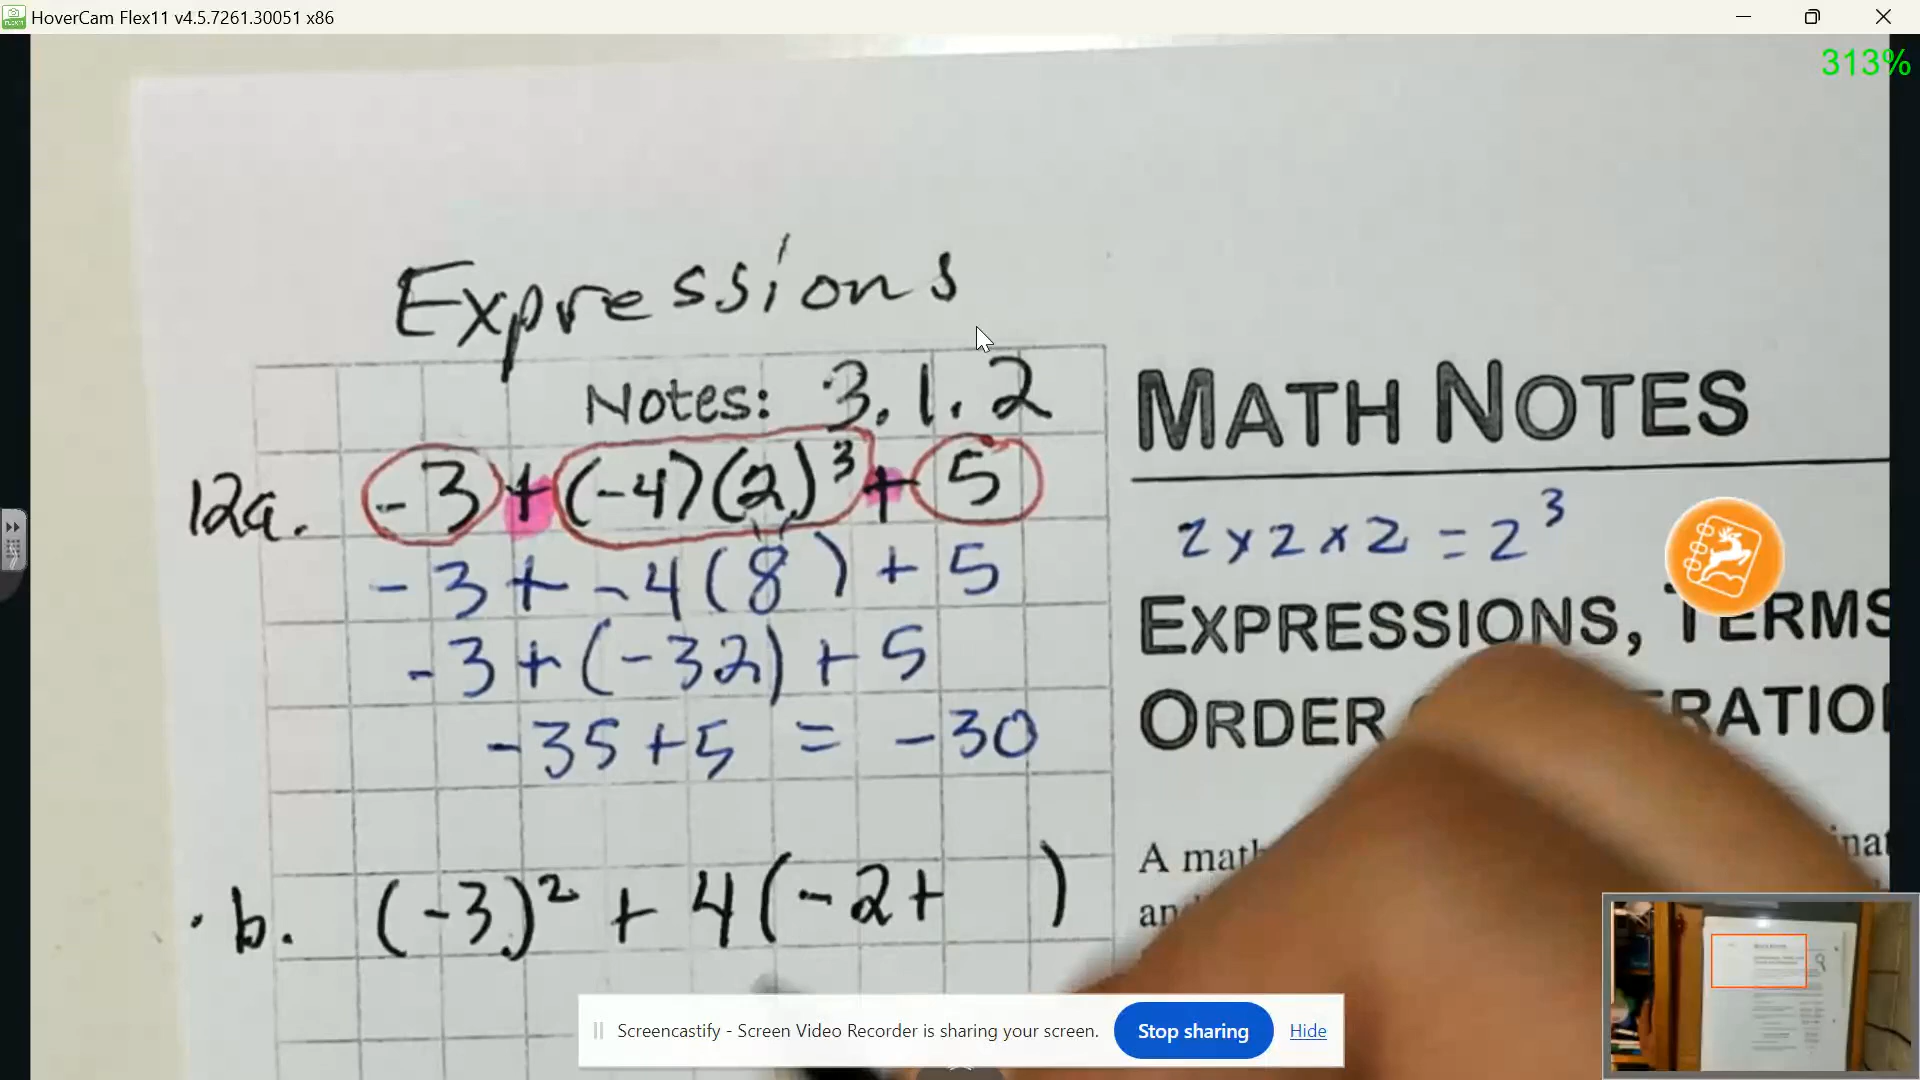 HoverCam Flex11 v4.5.7261.30051 x86
313%
Expressions
Notes: 3.1.2
12a. -3 + (-4)(2)³ + 5
-3 + -4(8) + 5
-3 + (-32) + 5
-35 + 5 = -30
b. (-3)² + 4(-2+ )
MATH NOTES
2 x 2 x 2 = 2³
EXPRESSIONS, TERMS
ORDER
A
Screencastify - Screen Video Recorder is sharing your screen.
Stop sharing
Hide